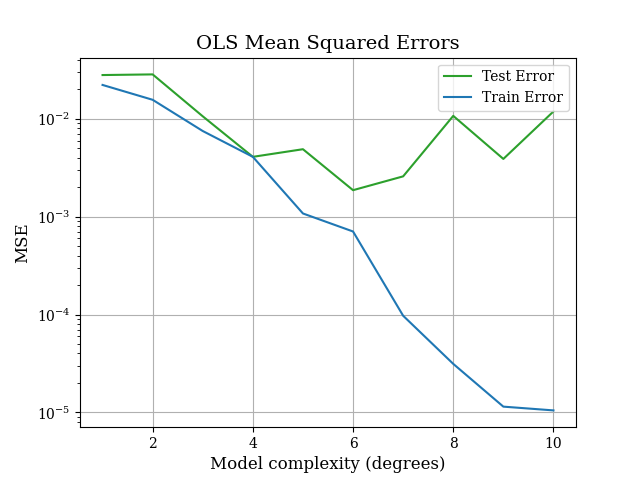 OLS Mean Squared Errors
Test Error
Train Error
10⁻²
10⁻³
10⁻⁴
10⁻⁵
MSE
2 4 6 8 10
Model complexity (degrees)